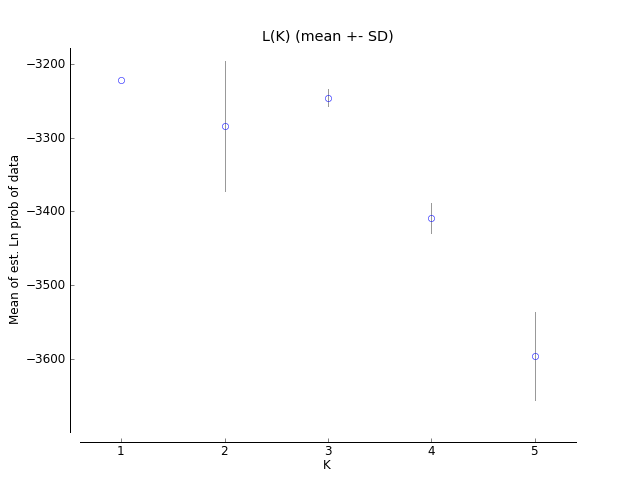 L(K) (mean +- SD)
Mean of est. Ln prob of data
−3200
−3300
−3400
−3500
−3600
1 2 3 4 5
K